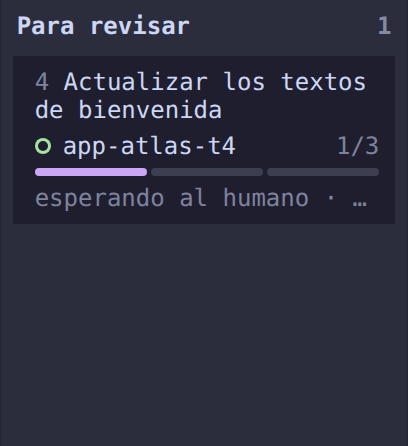 Para revisar 1
4 Actualizar los textos
de bienvenida
app-atlas-t4 1/3
esperando al humano · …